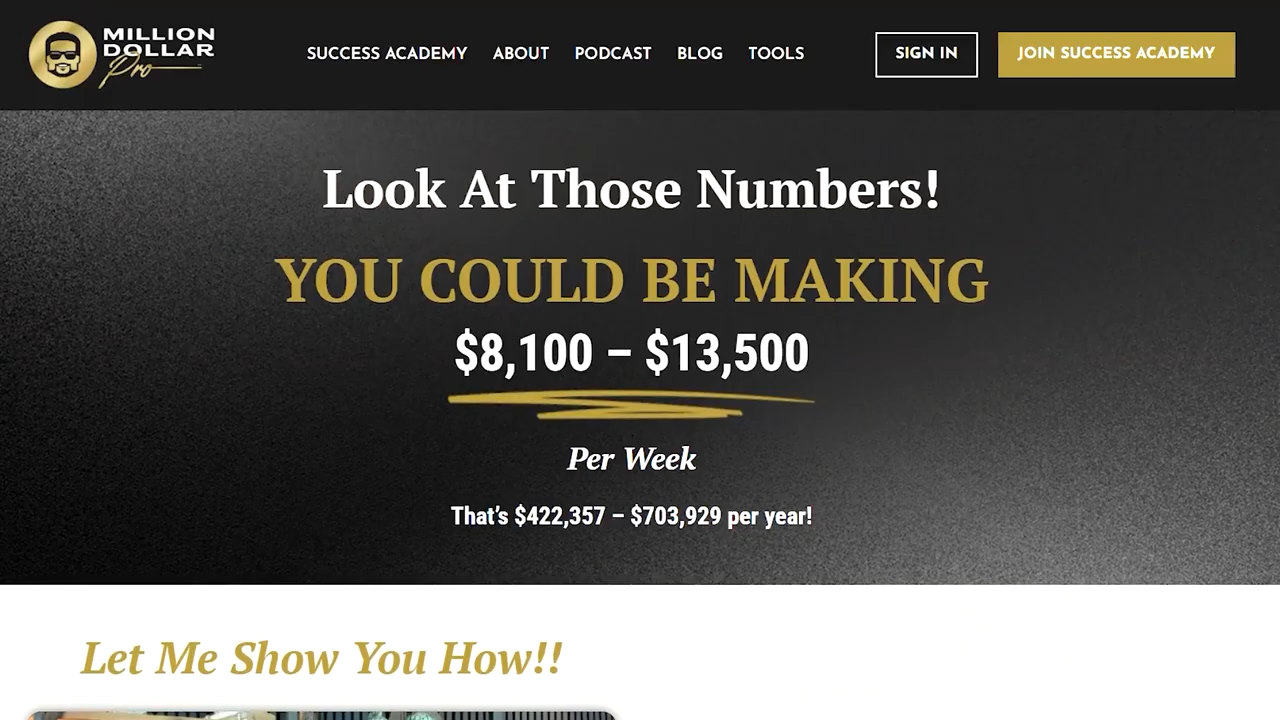 MILLION
DOLLAR
Pro
SUCCESS ACADEMY ABOUT PODCAST BLOG TOOLS SIGN IN JOIN SUCCESS ACADEMY
Look At Those Numbers!
YOU COULD BE MAKING
$8,100 – $13,500
Per Week
That's $422,357 – $703,929 per year!
Let Me Show You How!!